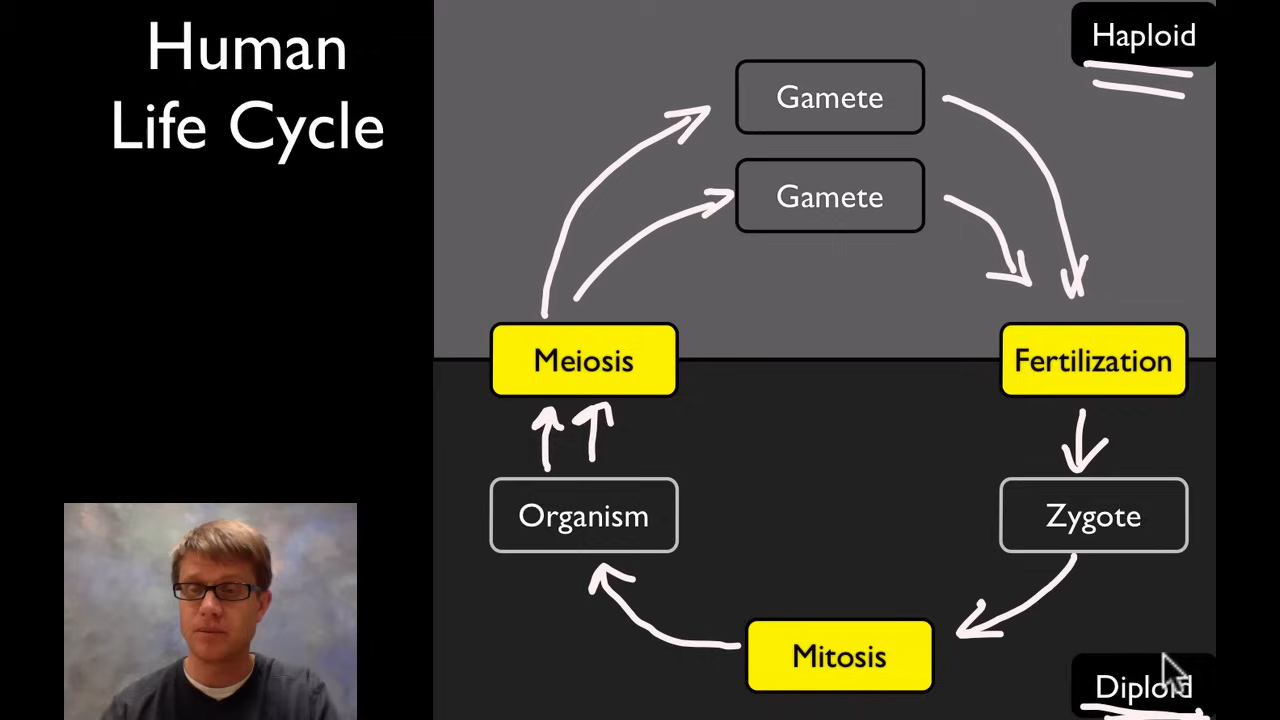 Human
Life Cycle
Haploid
Gamete
Gamete
Meiosis
Fertilization
Organism
Zygote
Mitosis
Diploid